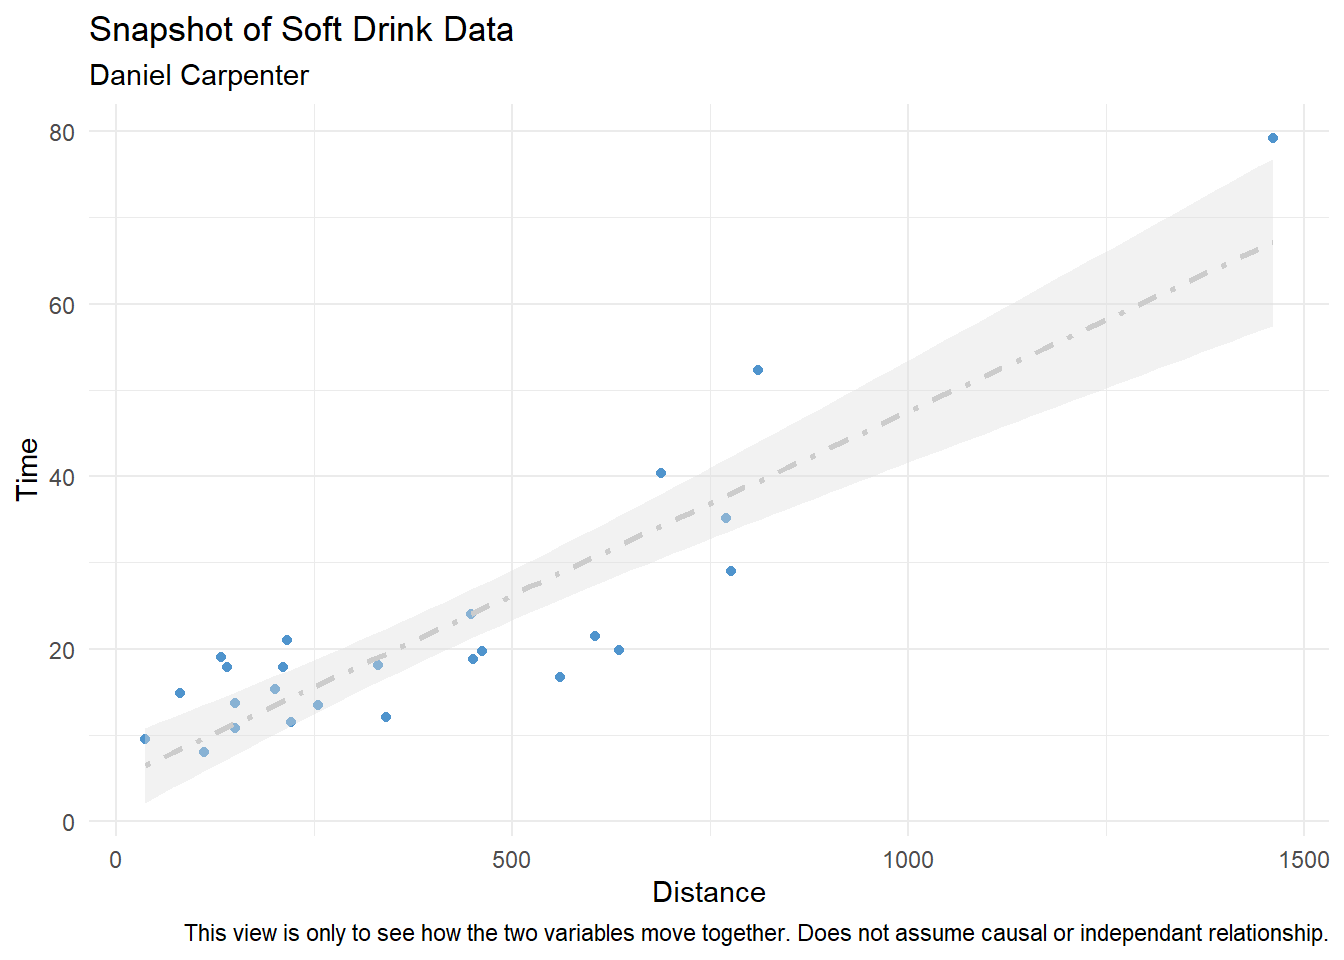 Snapshot of Soft Drink Data
Daniel Carpenter
80
60
40
20
0
Time
0 500 1000 1500
Distance
This view is only to see how the two variables move together. Does not assume causal or independant relationship.